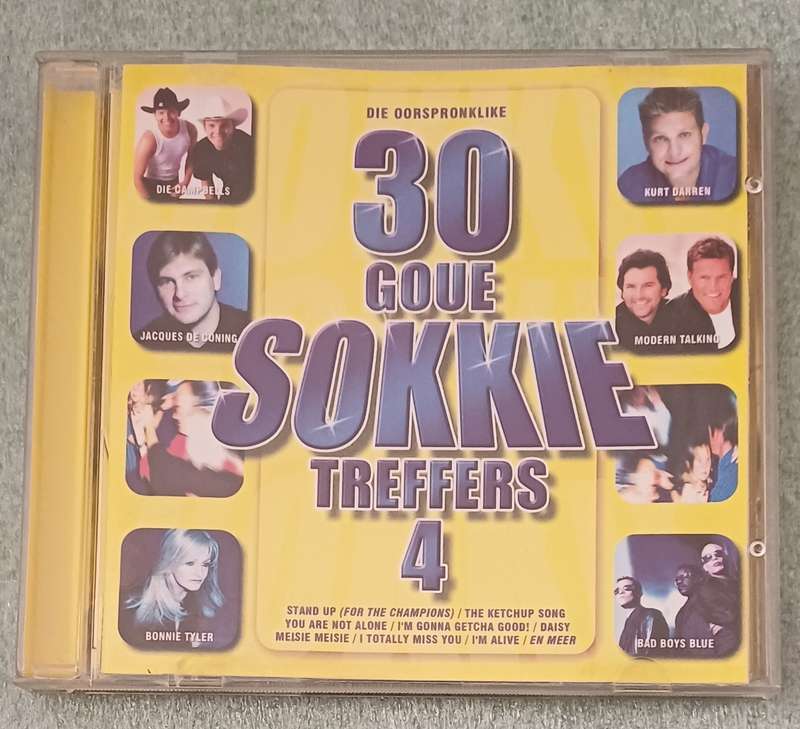 DIE OORSPRONKLIKE
30
GOUE
SOKKIE
TREFFERS
4
DIE CAMPBELLS
KURT DARREN
JACQUES DE CONING
MODERN TALKING
BONNIE TYLER
BAD BOYS BLUE
STAND UP (FOR THE CHAMPIONS) / THE KETCHUP SONG
YOU ARE NOT ALONE / I'M GONNA GETCHA GOOD! / DAISY
MEISIE MEISIE / I TOTALLY MISS YOU / I'M ALIVE / EN MEER